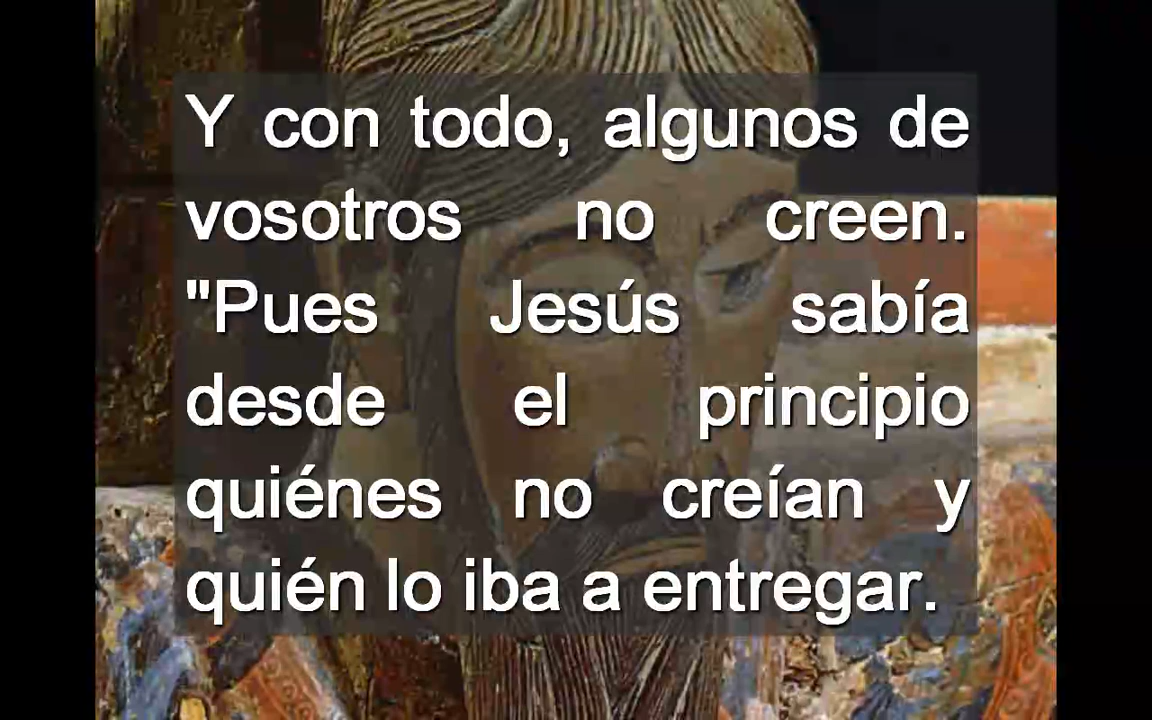 Y con todo, algunos de
vosotros no creen.
"Pues Jesús sabía
desde el principio
quiénes no creían y
quién lo iba a entregar.